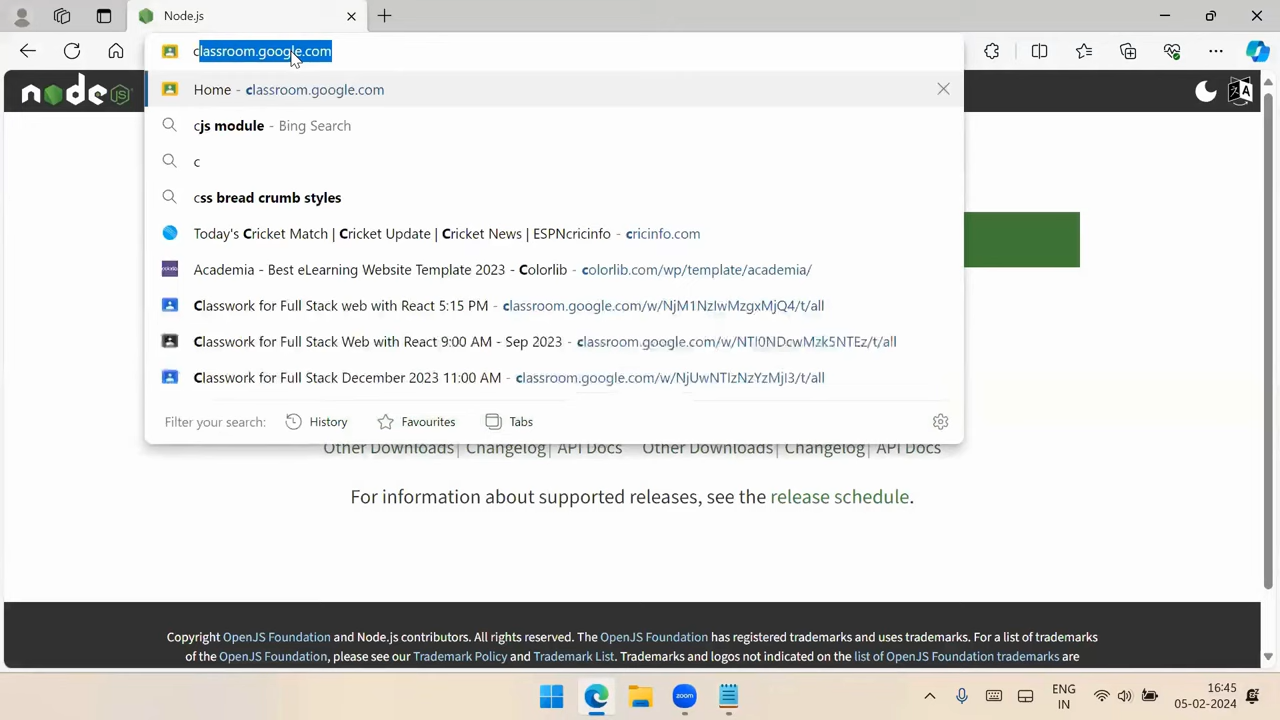 Node.js
classroom.google.com
Home - classroom.google.com
cjs module - Bing Search
c
css bread crumb styles
Today's Cricket Match | Cricket Update | Cricket News | ESPNcricinfo - cricinfo.com
Academia - Best eLearning Website Template 2023 - Colorlib - colorlib.com/wp/template/academia/
Classwork for Full Stack web with React 5:15 PM - classroom.google.com/w/NjM1NzIwMzgxMjQ4/t/all
Classwork for Full Stack Web with React 9:00 AM - Sep 2023 - classroom.google.com/w/NTI0NDcwMzk5NTEz/t/all
Classwork for Full Stack December 2023 11:00 AM - classroom.google.com/w/NjUwNTIzNzYzMjI3/t/all
Filter your search: History Favourites Tabs
node JS
Other Downloads | Changelog | API Docs Other Downloads | Changelog | API Docs
For information about supported releases, see the release schedule.
Copyright OpenJS Foundation and Node.js contributors. All rights reserved. The OpenJS Foundation has registered trademarks and uses trademarks. For a list of trademarks
of the OpenJS Foundation, please see our Trademark Policy and Trademark List. Trademarks and logos not indicated on the list of OpenJS Foundation trademarks are
zoom
ENG
IN
16:45
05-02-2024